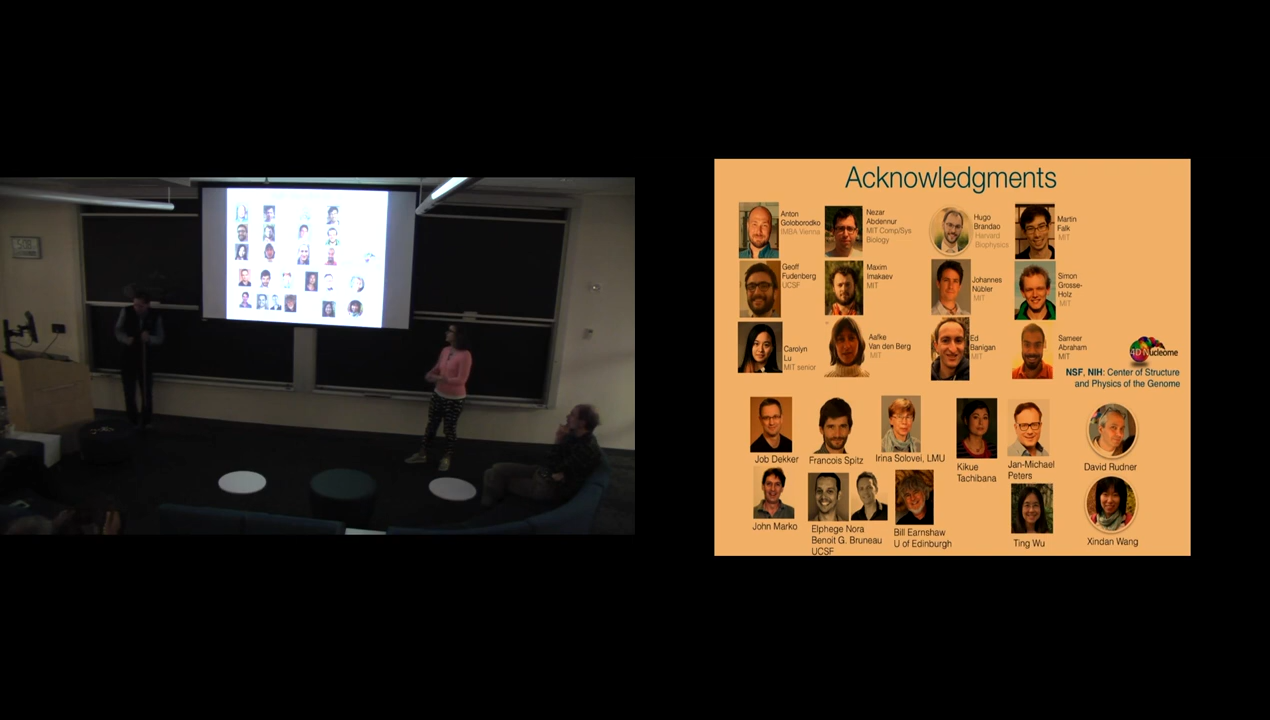 Acknowledgments
Anton
Goloborodko
IMBA Vienna
Nezar
Abdennur
MIT Comp/Sys
Biology
Hugo
Brandao
Harvard
Biophysics
Martin
Falk
MIT
Geoff
Fudenberg
UCSF
Maxim
Imakaev
MIT
Johannes
Nübler
MIT
Simon
Grosse-
Holz
MIT
Carolyn
Lu
MIT senior
Aafke
Van den Berg
MIT
Ed
Banigan
MIT
Sameer
Abraham
MIT
4D Nucleome
NSF, NIH: Center of Structure
and Physics of the Genome
Job Dekker
Francois Spitz
Irina Solovei, LMU
Kikue
Tachibana
Jan-Michael
Peters
David Rudner
John Marko
Elphege Nora
Benoit G. Bruneau
UCSF
Bill Earnshaw
U of Edinburgh
Ting Wu
Xindan Wang